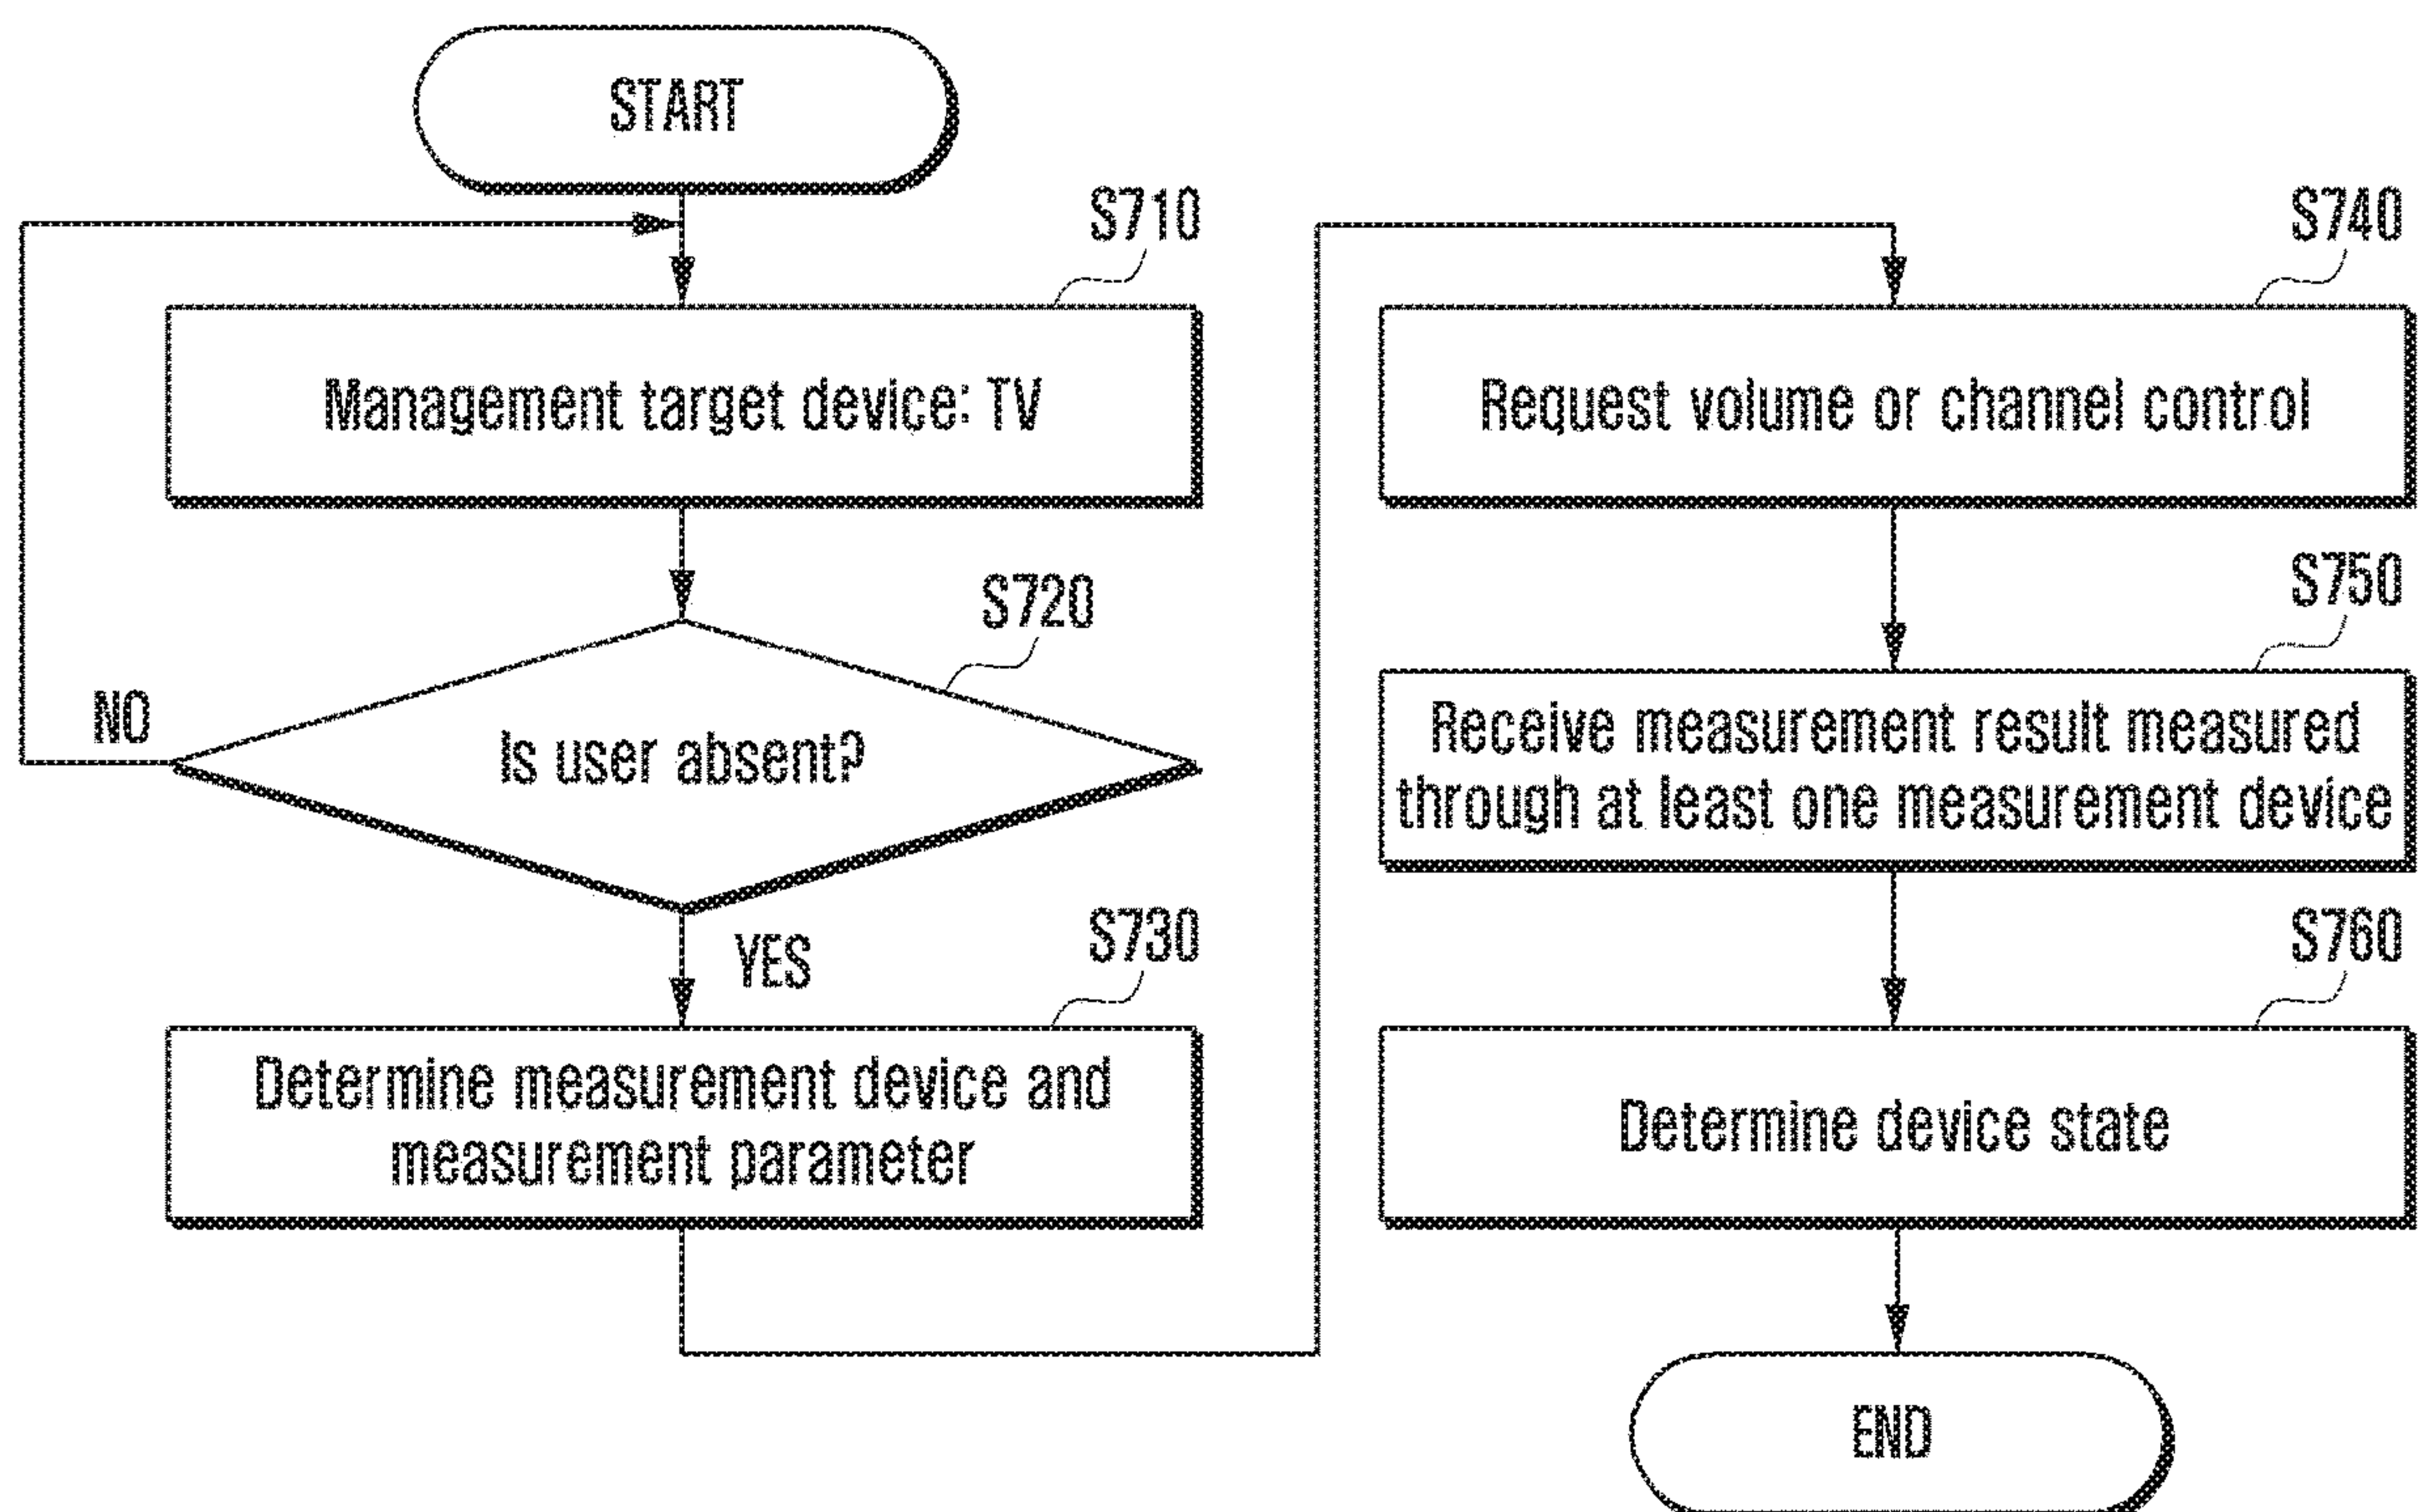 START
S710
Management target device: TV
S720
Is user absent?
NO
YES
S730
Determine measurement device and
measurement parameter
S740
Request volume or channel control
S750
Receive measurement result measured
through at least one measurement device
S760
Determine device state
END